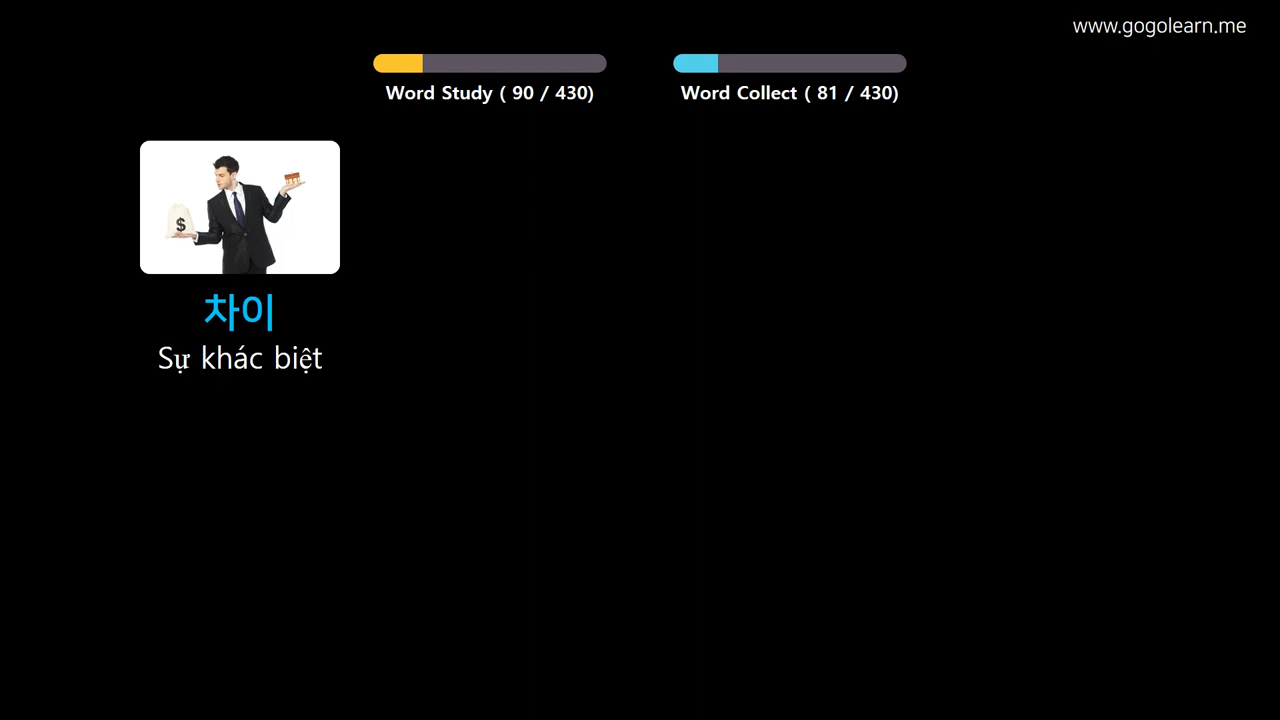 www.gogolearn.me
Word Study ( 90 / 430)
Word Collect ( 81 / 430)
$
차이
Sự khác biệt